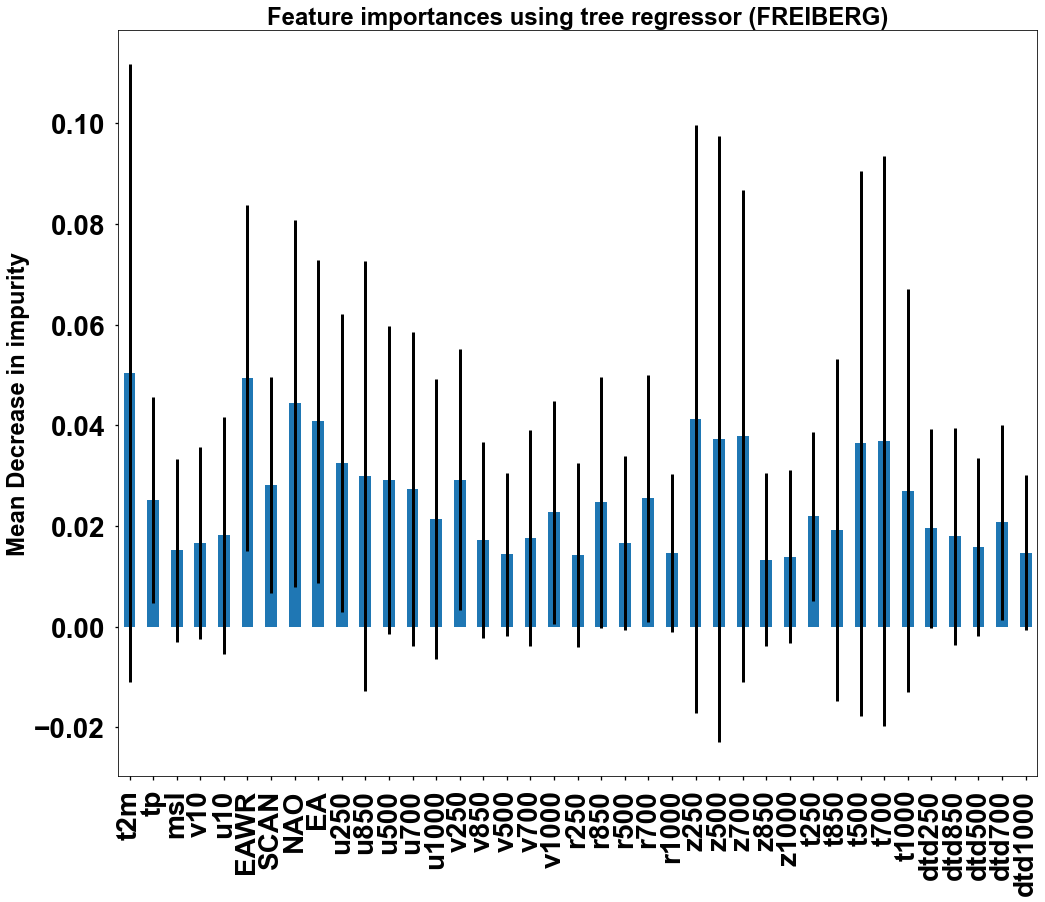 Feature importances using tree regressor (FREIBERG)
Mean Decrease in impurity
0.10
0.08
0.06
0.04
0.02
0.00
−0.02
t2m
tp
msl
v10
u10
EAWR
SCAN
NAO
EA
u250
u850
u500
u700
u1000
v250
v850
v500
v700
v1000
r250
r850
r500
r700
r1000
z250
z500
z700
z850
z1000
t250
t850
t500
t700
t1000
dtd250
dtd850
dtd500
dtd700
dtd1000